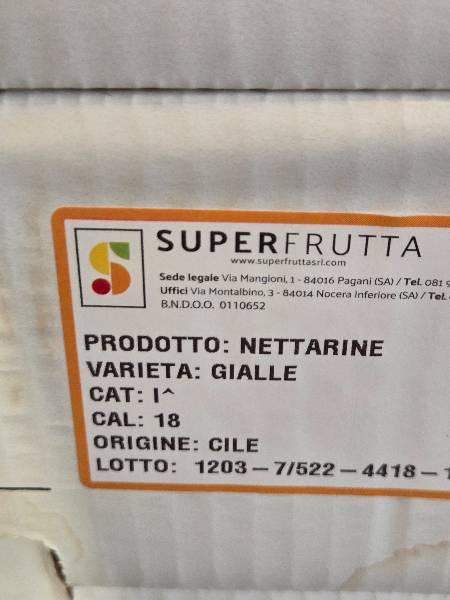 SUPERFRUTTA
www.superfruttasrl.com
Sede legale Via Mangioni, 1 - 84016 Pagani (SA) / Tel. 081 9
Uffici Via Montalbino, 3 - 84014 Nocera Inferiore (SA) / Tel.
B.N.D.O.O. 0110652
PRODOTTO: NETTARINE
VARIETA: GIALLE
CAT: I^
CAL: 18
ORIGINE: CILE
LOTTO: 1203-7/522-4418-1